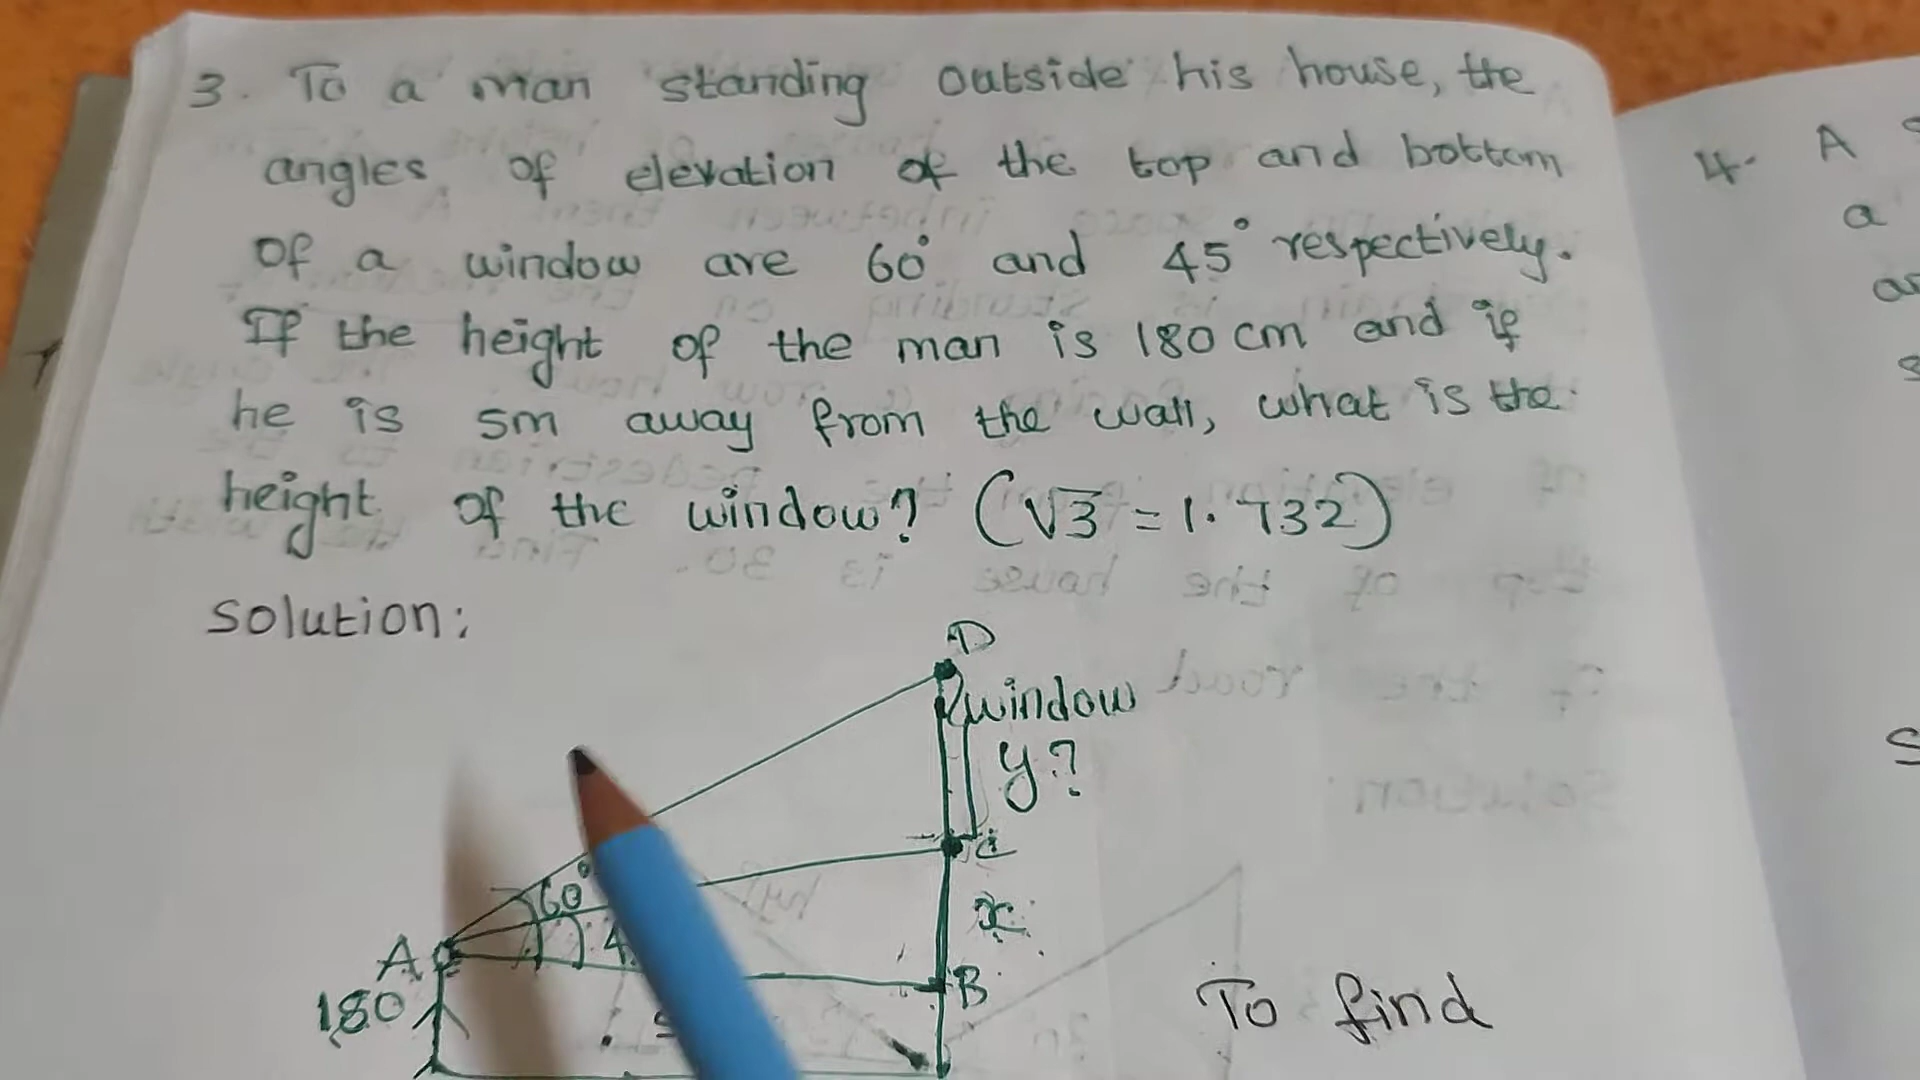 3. To a man standing outside his house, the
angles of elevation of the top and bottom
of a window are 60° and 45° respectively.
If the height of the man is 180 cm and if
he is 5m away from the wall, what is the
height of the window? (√3 = 1.732)
Solution:
D
window
y?
C
x
60°
A
B
180
To find
4. A
a